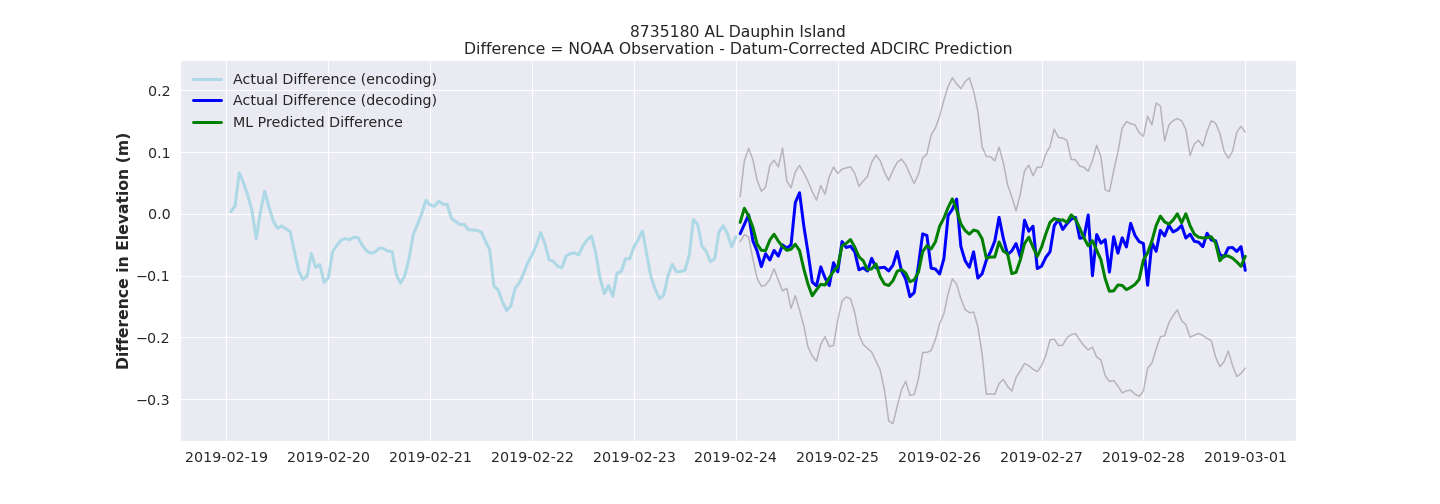 8735180 AL Dauphin Island
Difference = NOAA Observation - Datum-Corrected ADCIRC Prediction
Actual Difference (encoding)
Actual Difference (decoding)
ML Predicted Difference
Difference in Elevation (m)
0.2
0.1
0.0
−0.1
−0.2
−0.3
2019-02-19 2019-02-20 2019-02-21 2019-02-22 2019-02-23 2019-02-24 2019-02-25 2019-02-26 2019-02-27 2019-02-28 2019-03-01